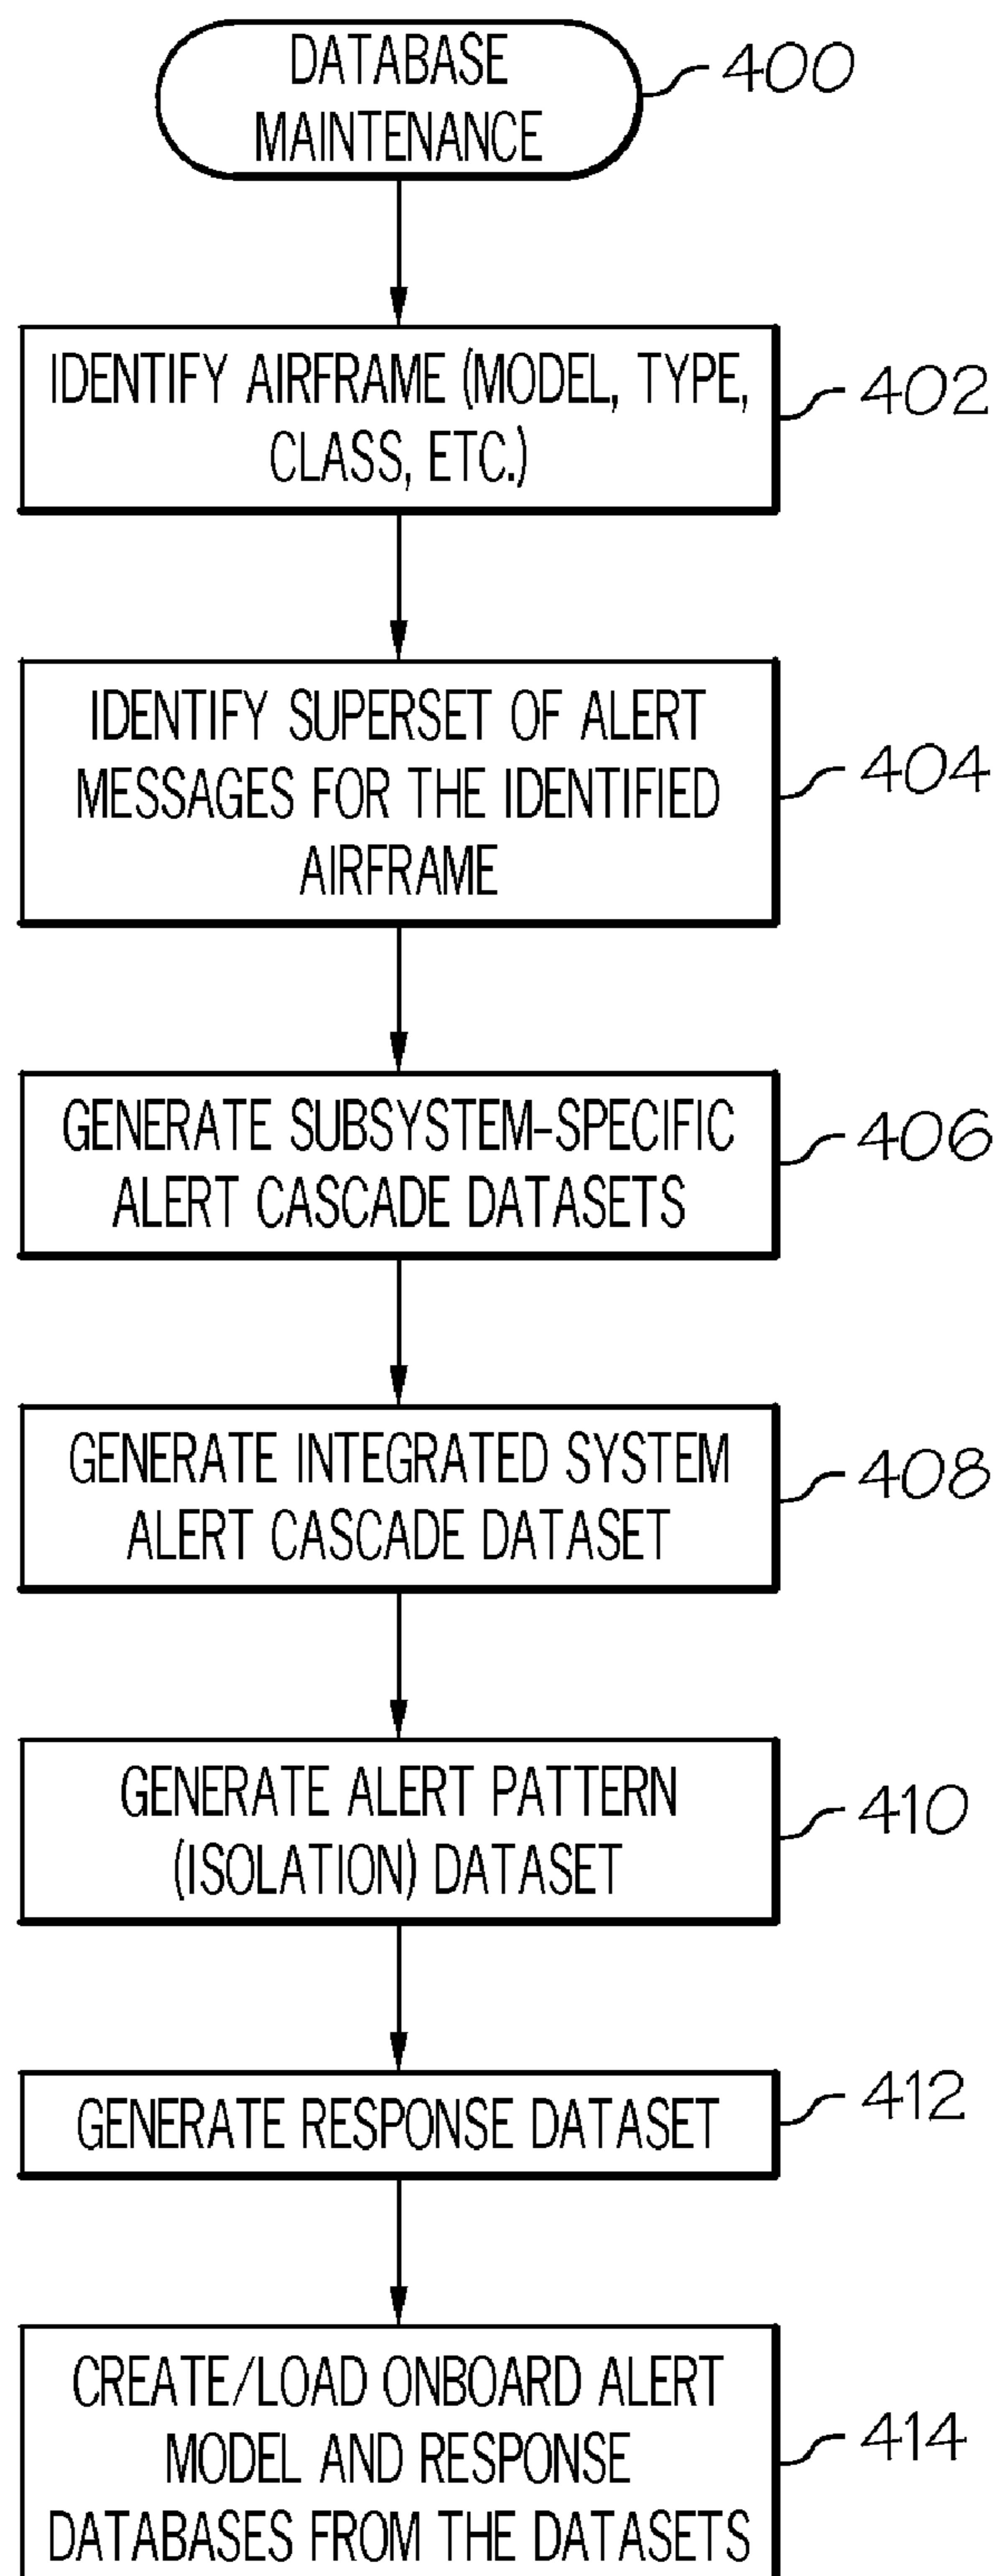 DATABASE
MAINTENANCE
400
IDENTIFY AIRFRAME (MODEL, TYPE,
CLASS, ETC.)
402
IDENTIFY SUPERSET OF ALERT
MESSAGES FOR THE IDENTIFIED
AIRFRAME
404
GENERATE SUBSYSTEM-SPECIFIC
ALERT CASCADE DATASETS
406
GENERATE INTEGRATED SYSTEM
ALERT CASCADE DATASET
408
GENERATE ALERT PATTERN
(ISOLATION) DATASET
410
GENERATE RESPONSE DATASET
412
CREATE/LOAD ONBOARD ALERT
MODEL AND RESPONSE
DATABASES FROM THE DATASETS
414